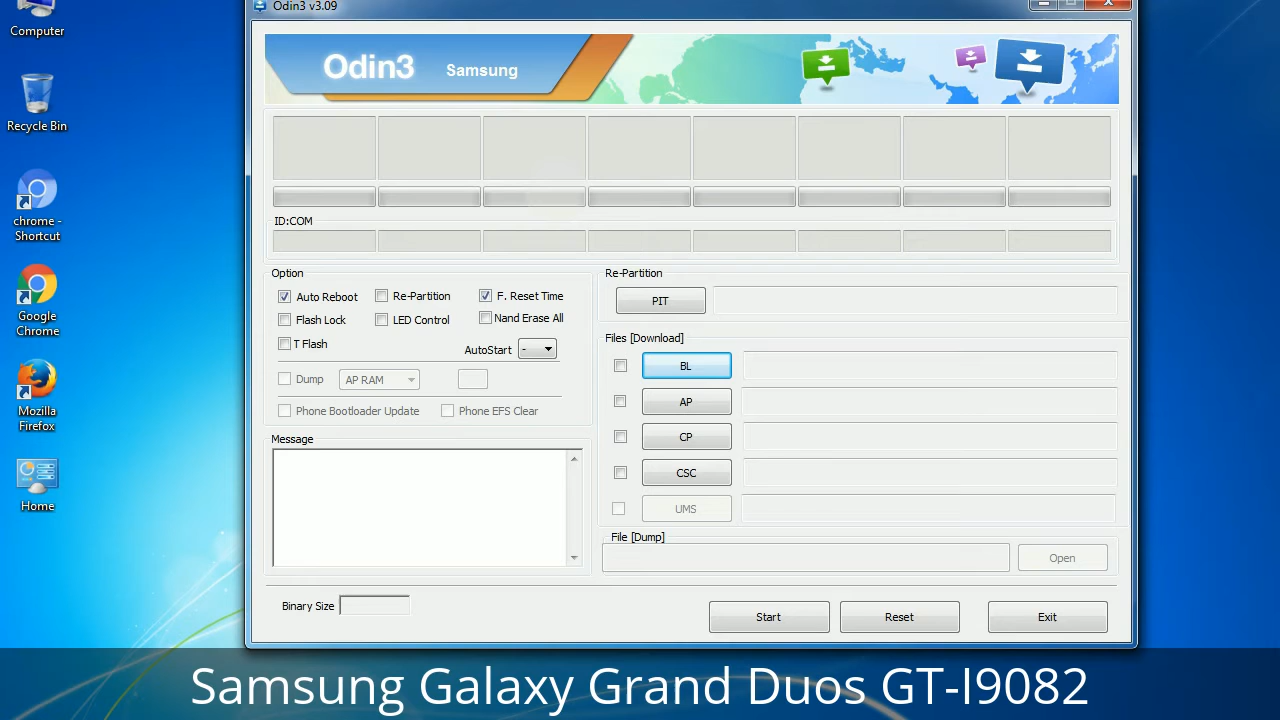 Odin3 v3.09
Computer
Recycle Bin
chrome -
Shortcut
Google
Chrome
Mozilla
Firefox
Home
Odin3 Samsung
ID:COM
Option
Auto Reboot Re-Partition F. Reset Time
Flash Lock LED Control Nand Erase All
T Flash
AutoStart -
Dump AP RAM
Phone Bootloader Update Phone EFS Clear
Message
Re-Partition
PIT
Files [Download]
BL
AP
CP
CSC
UMS
File [Dump]
Open
Binary Size
Start Reset Exit
Samsung Galaxy Grand Duos GT-I9082